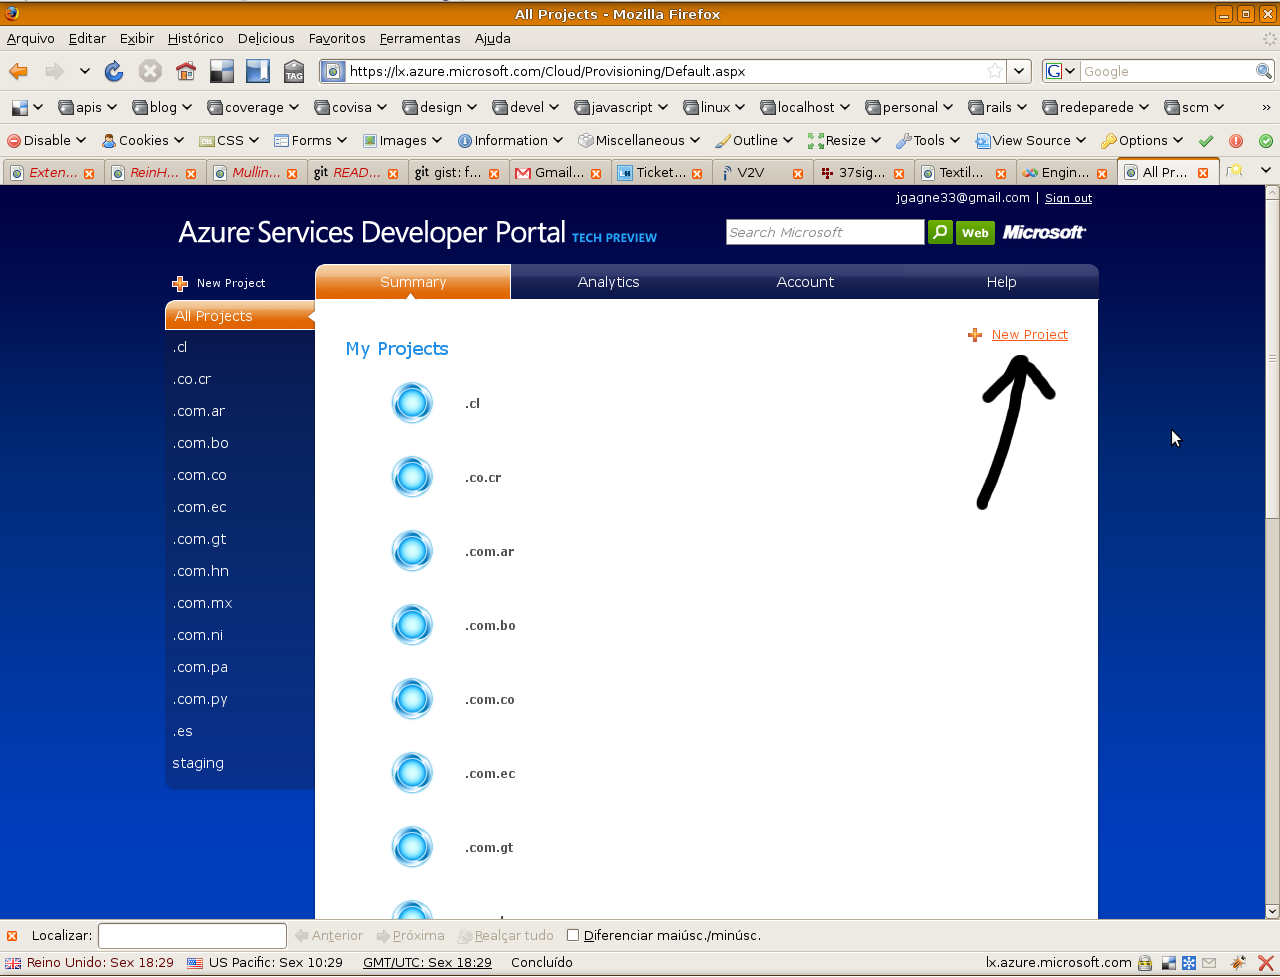 All Projects - Mozilla Firefox
Arquivo Editar Exibir Histórico Delicious Favoritos Ferramentas Ajuda
TAG https://lx.azure.microsoft.com/Cloud/Provisioning/Default.aspx G Google
apis blog coverage covisa design devel javascript linux localhost personal rails redeparede scm »
Disable Cookies CSS Forms Images Information Miscellaneous Outline Resize Tools View Source Options
Exten... ReinH... Mullin... git READ... git gist: f... Gmail... Ticket... V2V 37sig... Textil... Engin... All Pr...
jgagne33@gmail.com | Sign out
Azure Services Developer Portal TECH PREVIEW Search Microsoft Web Microsoft
New Project Summary Analytics Account Help
All Projects
.cl
.co.cr
.com.ar
.com.bo
.com.co
.com.ec
.com.gt
.com.hn
.com.mx
.com.ni
.com.pa
.com.py
.es
staging
New Project
My Projects
.cl
.co.cr
.com.ar
.com.bo
.com.co
.com.ec
.com.gt
Localizar: Anterior Próxima Realçar tudo Diferenciar maiúsc./minúsc.
Reino Unido: Sex 18:29 US Pacific: Sex 10:29 GMT/UTC: Sex 18:29 Concluído lx.azure.microsoft.com